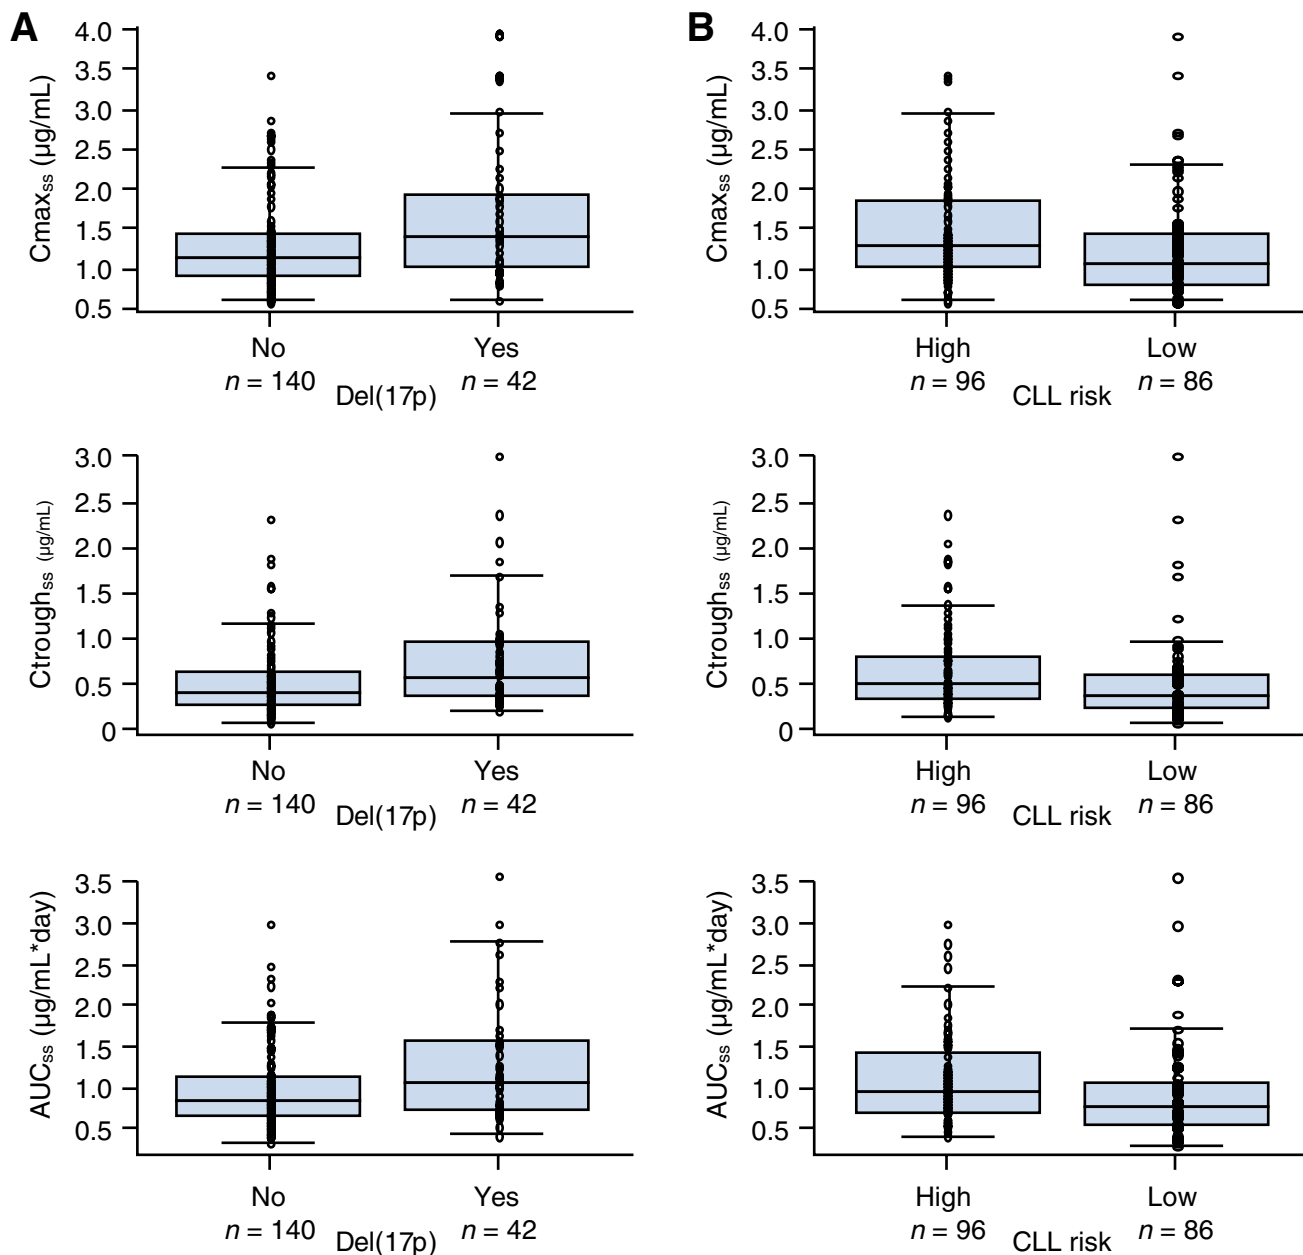 A
Cmaxss (µg/mL)
4.0
3.5
3.0
2.5
2.0
1.5
1.0
0.5
No
Yes
n = 140
n = 42
Del(17p)
B
Cmaxss (µg/mL)
4.0
3.5
3.0
2.5
2.0
1.5
1.0
0.5
High
Low
n = 96
n = 86
CLL risk
Ctroughss (µg/mL)
3.0
2.5
2.0
1.5
1.0
0.5
0
No
Yes
n = 140
n = 42
Del(17p)
Ctroughss (µg/mL)
3.0
2.5
2.0
1.5
1.0
0.5
0
High
Low
n = 96
n = 86
CLL risk
AUCss (µg/mL*day)
3.5
3.0
2.5
2.0
1.5
1.0
0.5
No
Yes
n = 140
n = 42
Del(17p)
AUCss (µg/mL*day)
3.5
3.0
2.5
2.0
1.5
1.0
0.5
High
Low
n = 96
n = 86
CLL risk